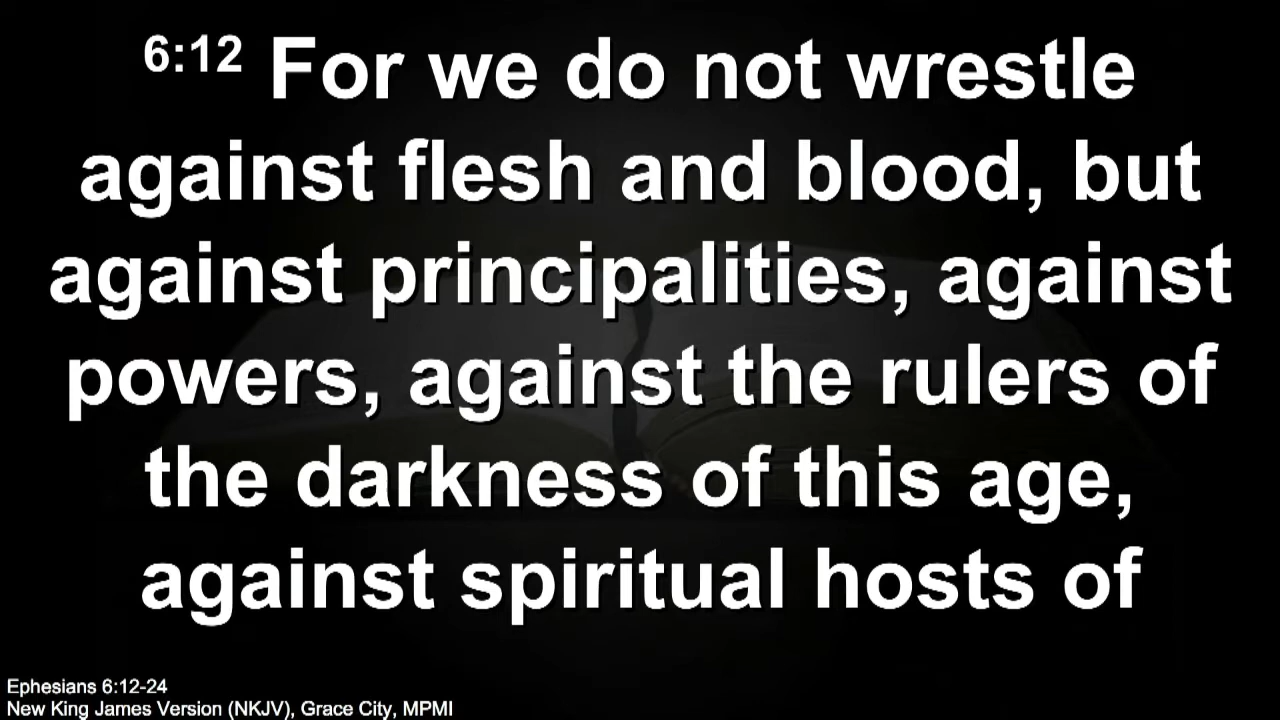 6:12 For we do not wrestle
against flesh and blood, but
against principalities, against
powers, against the rulers of
the darkness of this age,
against spiritual hosts of
Ephesians 6:12-24
New King James Version (NKJV), Grace City, MPMI